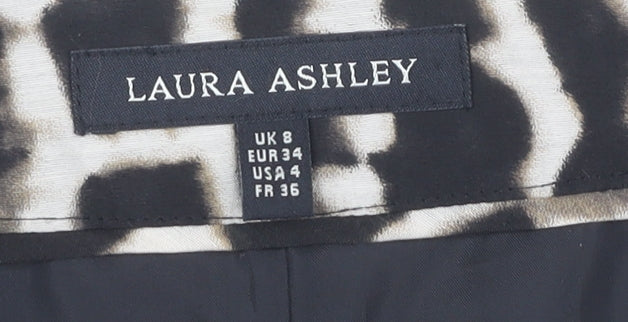 LAURA ASHLEY
UK 8
EUR 34
USA 4
FR 36